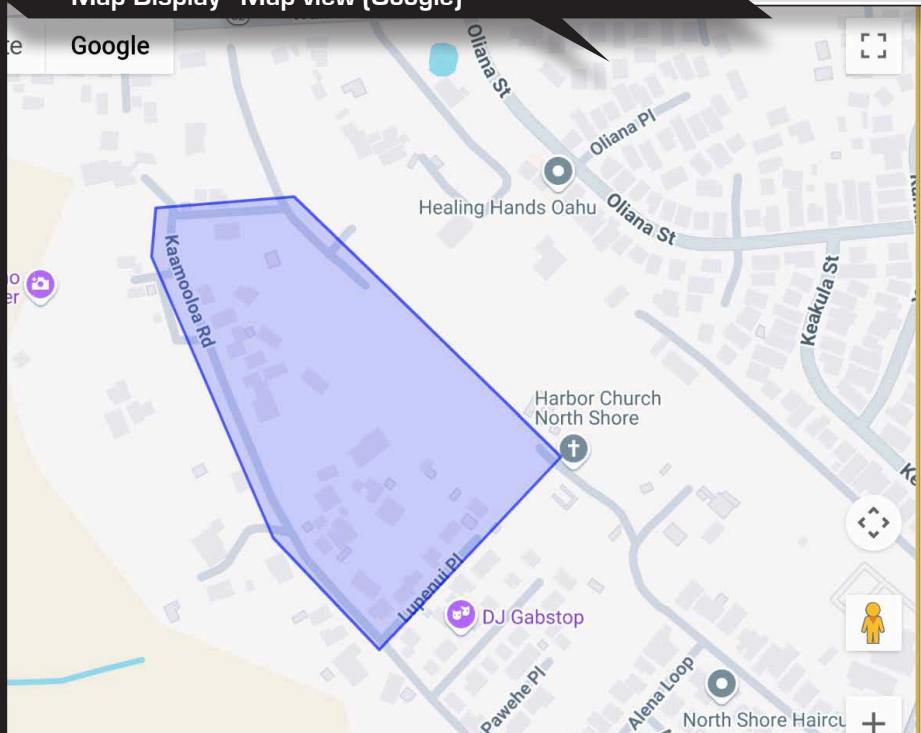 Map Display - Map view (Google)
Google
Oliana St
Oliana Pl
Healing Hands Oahu
Oliana St
Kaamooloa Rd
Keakula St
Harbor Church
North Shore
Lupenui Pl
DJ Gabstop
Pawehe Pl
Alena Loop
North Shore Haircu